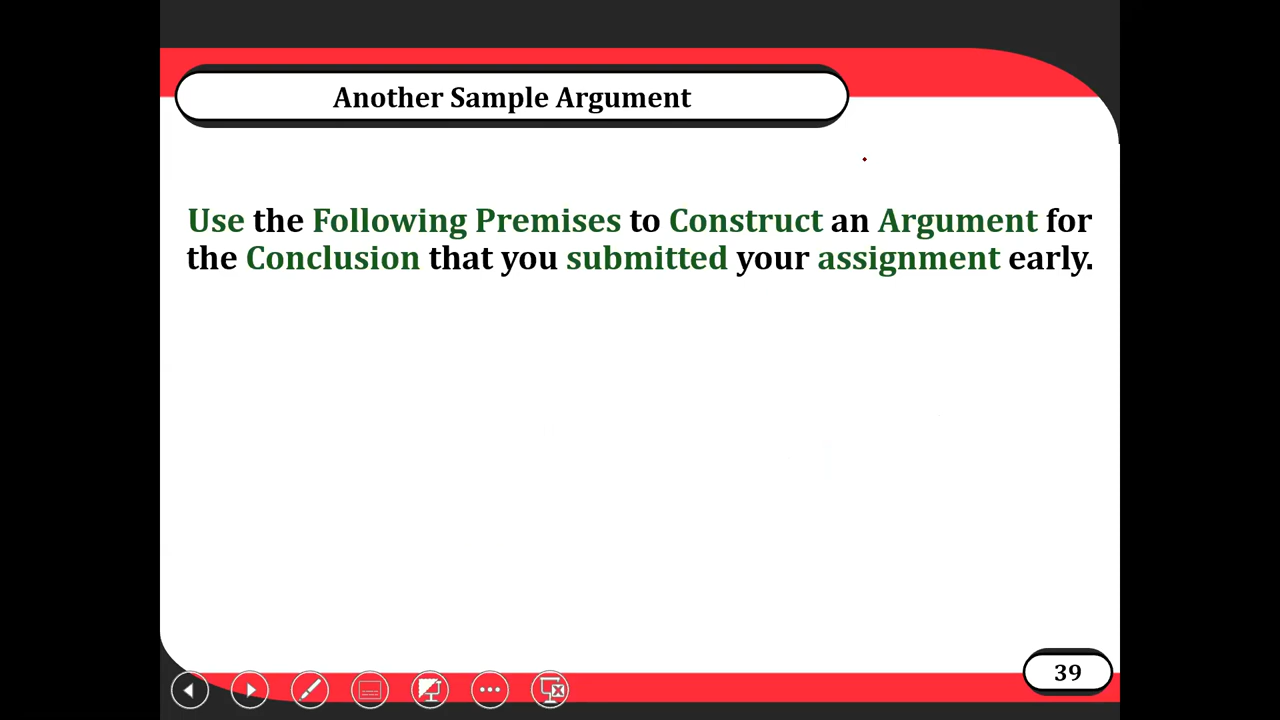 Another Sample Argument
Use the Following Premises to Construct an Argument for
the Conclusion that you submitted your assignment early.
39